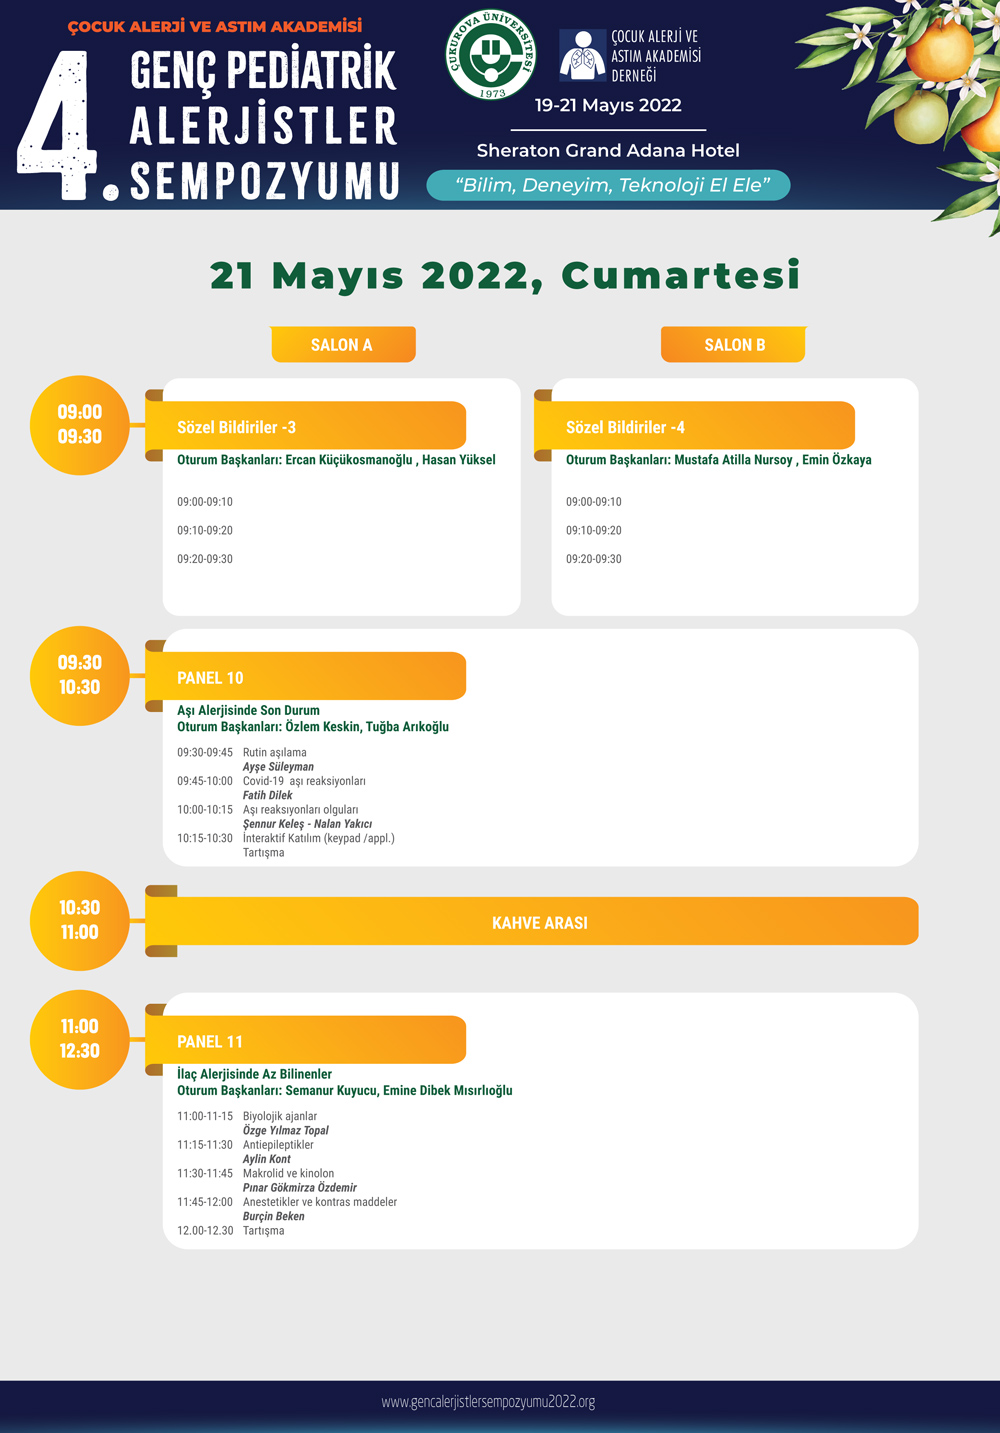 ÇOCUK ALERJİ VE ASTIM AKADEMİSİ
4. GENÇ PEDİATRİK
ALERJİSTLER
SEMPOZYUMU
ÇUKUROVA ÜNİVERSİTESİ
1973
ÇOCUK ALERJİ VE
ASTIM AKADEMİSİ
DERNEĞİ
19-21 Mayıs 2022
Sheraton Grand Adana Hotel
“Bilim, Deneyim, Teknoloji El Ele”
21 Mayıs 2022, Cumartesi
SALON A
SALON B
09:00
09:30
Sözel Bildiriler -3
Oturum Başkanları: Ercan Küçükosmanoğlu , Hasan Yüksel
09:00-09:10
09:10-09:20
09:20-09:30
Sözel Bildiriler -4
Oturum Başkanları: Mustafa Atilla Nursoy , Emin Özkaya
09:00-09:10
09:10-09:20
09:20-09:30
09:30
10:30
PANEL 10
Aşı Alerjisinde Son Durum
Oturum Başkanları: Özlem Keskin, Tuğba Arıkoğlu
09:30-09:45 Rutin aşılama
Ayşe Süleyman
09:45-10:00 Covid-19 aşı reaksiyonları
Fatih Dilek
10:00-10:15 Aşı reaksıyonları olguları
Şennur Keleş - Nalan Yakıcı
10:15-10:30 İnteraktif Katılım (keypad /appl.)
Tartışma
10:30
11:00
KAHVE ARASI
11:00
12:30
PANEL 11
İlaç Alerjisinde Az Bilinenler
Oturum Başkanları: Semanur Kuyucu, Emine Dibek Mısırlıoğlu
11:00-11-15 Biyolojik ajanlar
Özge Yılmaz Topal
11:15-11:30 Antiepileptikler
Aylin Kont
11:30-11:45 Makrolid ve kinolon
Pınar Gökmirza Özdemir
11:45-12:00 Anestetikler ve kontras maddeler
Burçin Beken
12.00-12.30 Tartışma
www.gencalerjistlersempozyumu2022.org